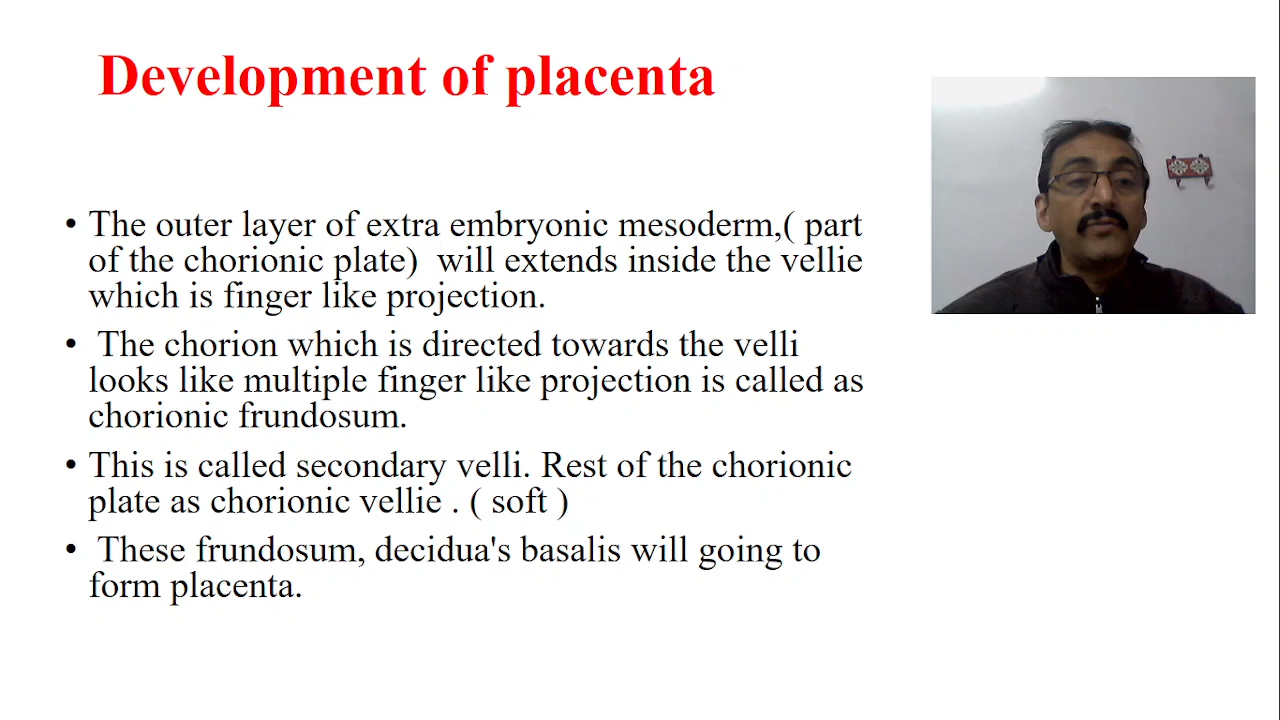 Development of placenta
• The outer layer of extra embryonic mesoderm,( part
of the chorionic plate)  will extends inside the vellie
which is finger like projection.
• The chorion which is directed towards the velli
looks like multiple finger like projection is called as
chorionic frundosum.
• This is called secondary velli. Rest of the chorionic
plate as chorionic vellie . ( soft )
• These frundosum, decidua's basalis will going to
form placenta.